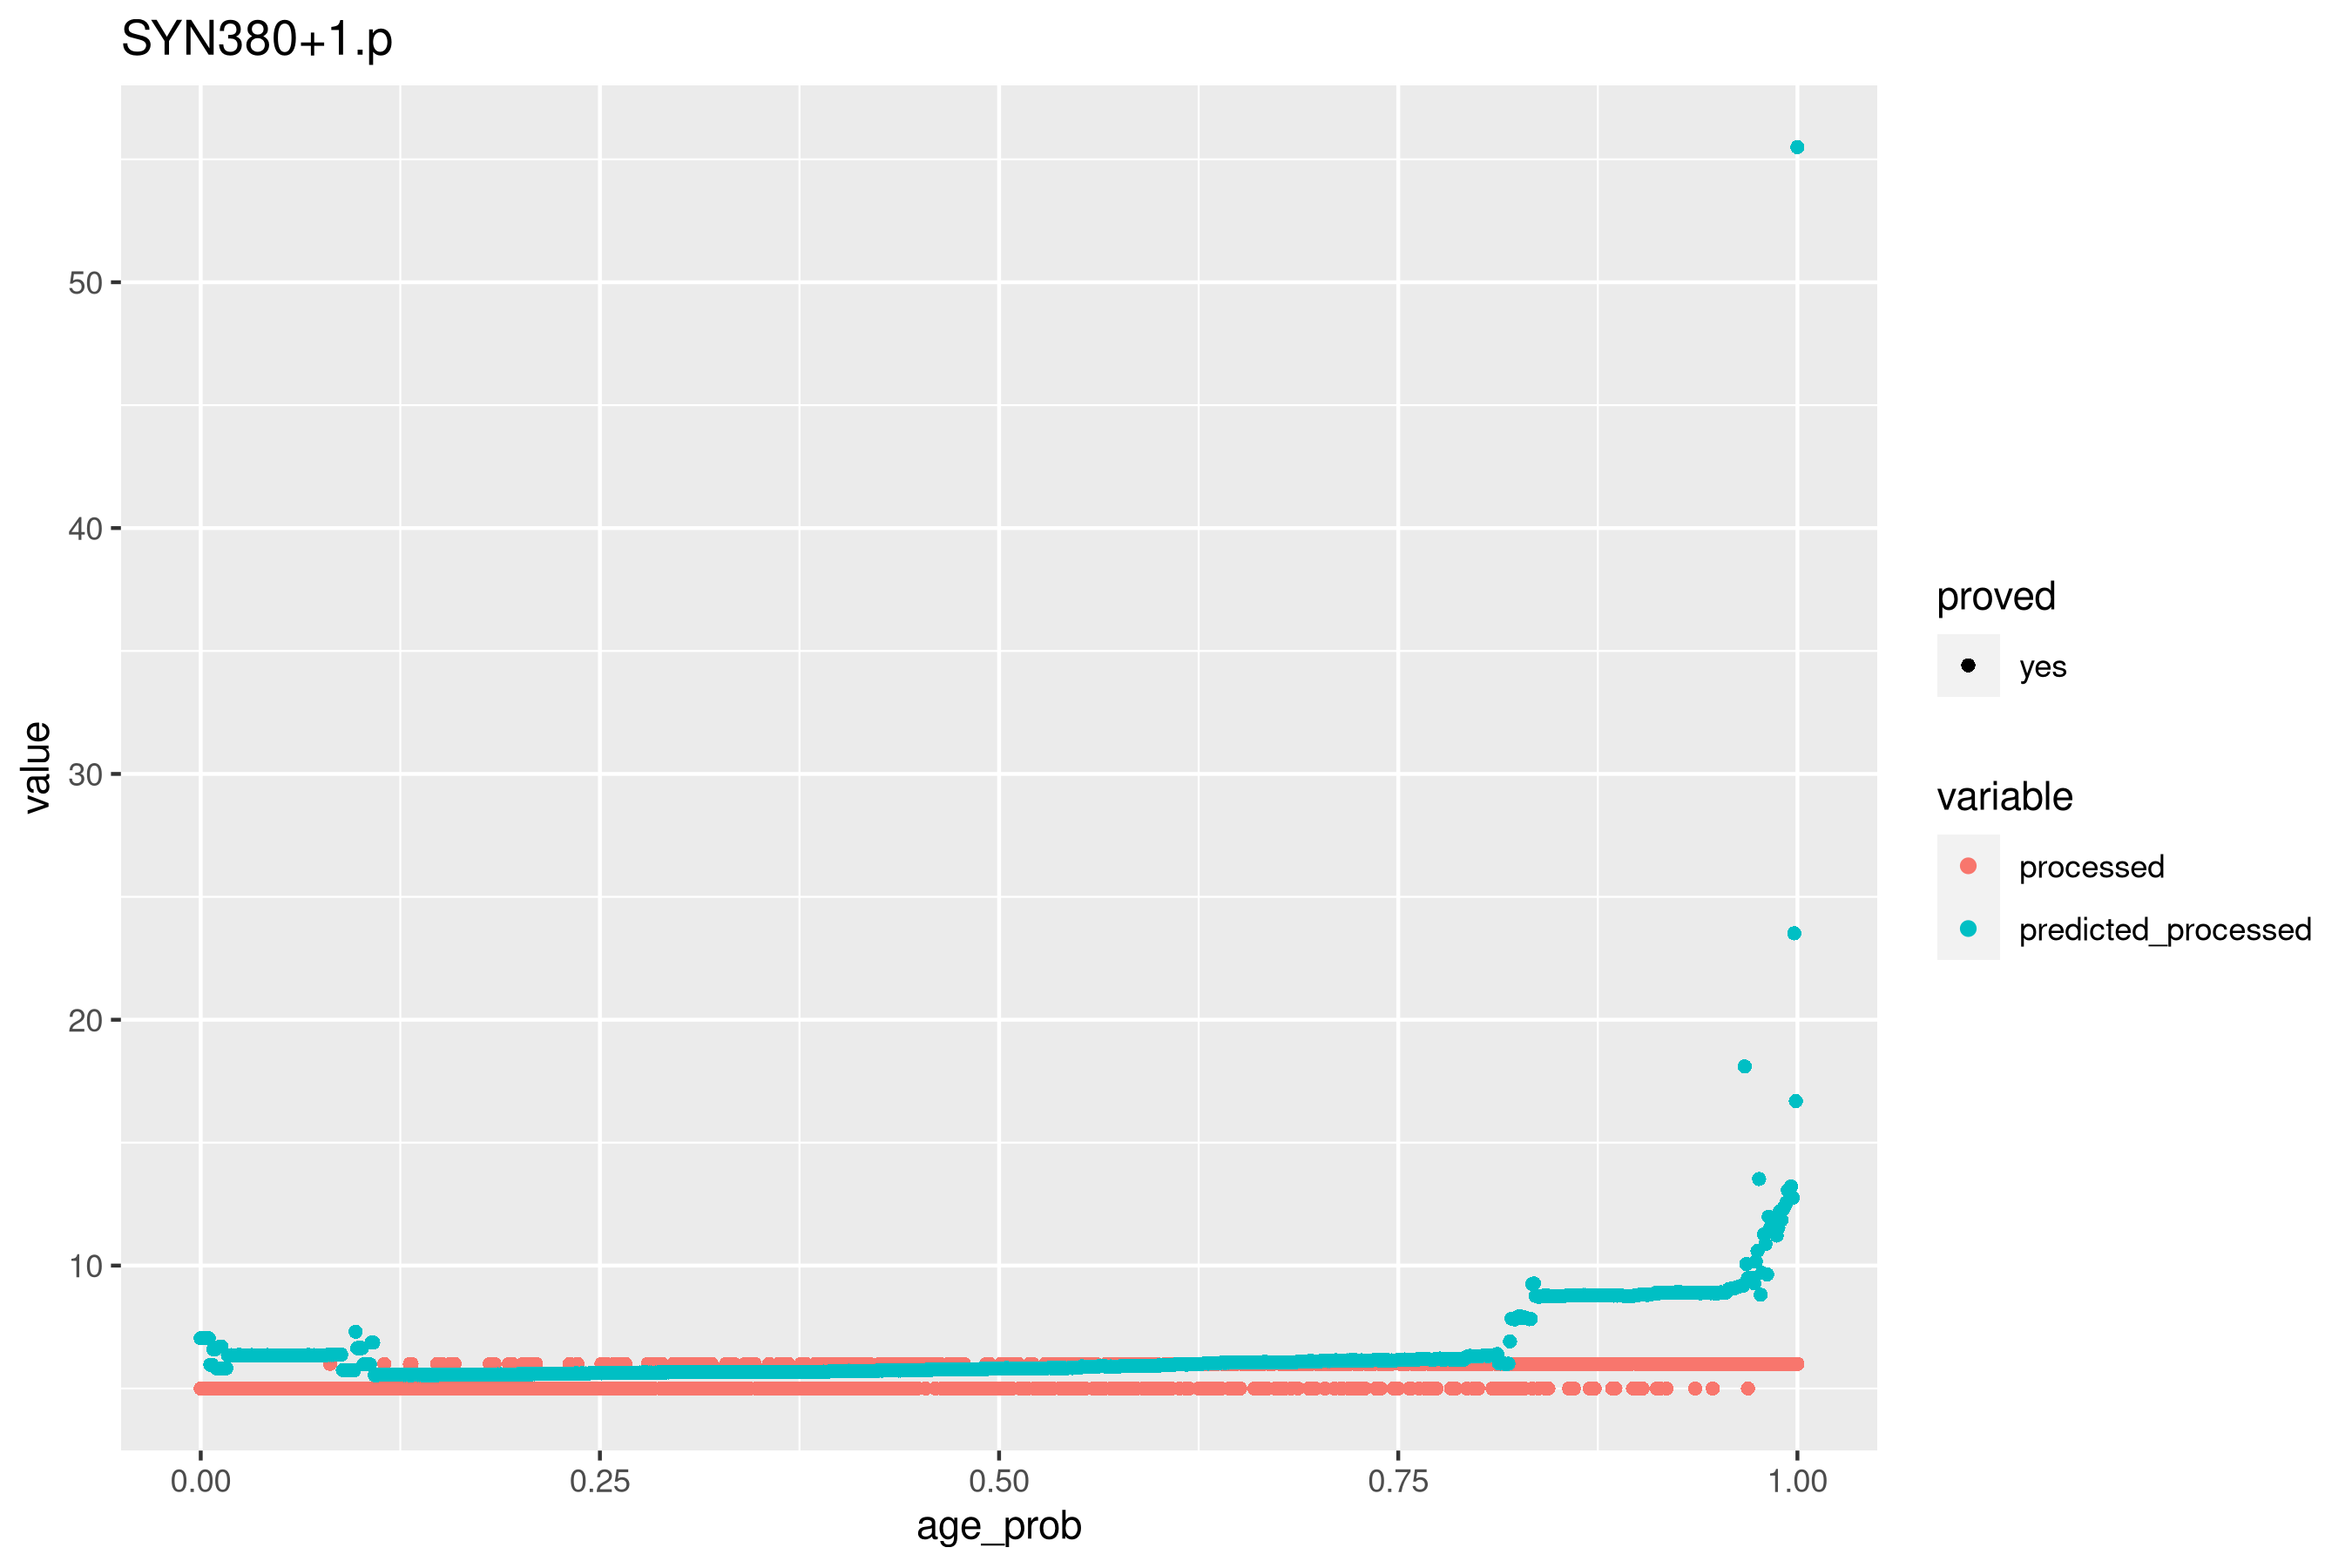 SYN380+1.p
50
40
30
20
10
value
0.00
0.25
0.50
0.75
1.00
age_prob
proved
yes
variable
processed
predicted_processed